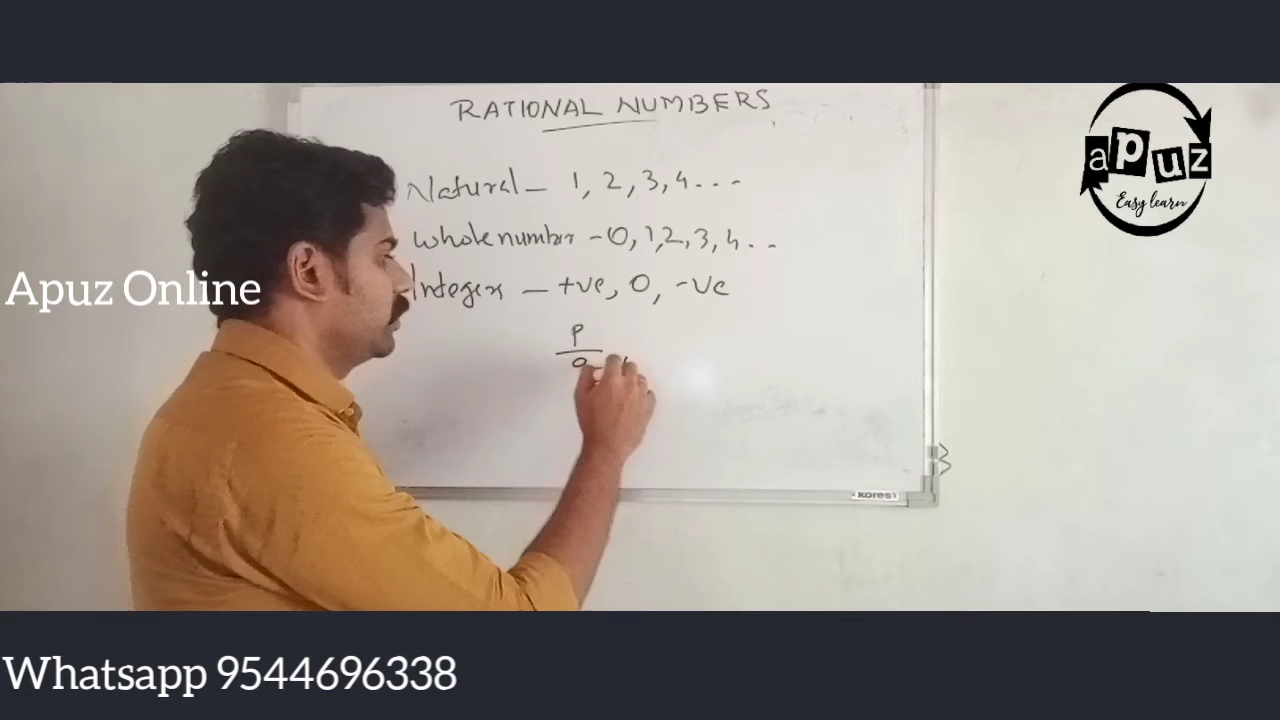 RATIONAL NUMBERS
Natural — 1, 2, 3, 4 . . .
whole number - 0, 1, 2, 3, 4 . .
Integers — +ve, 0, -ve
P
apuz
Easy learn
Apuz Online
kores
Whatsapp 9544696338